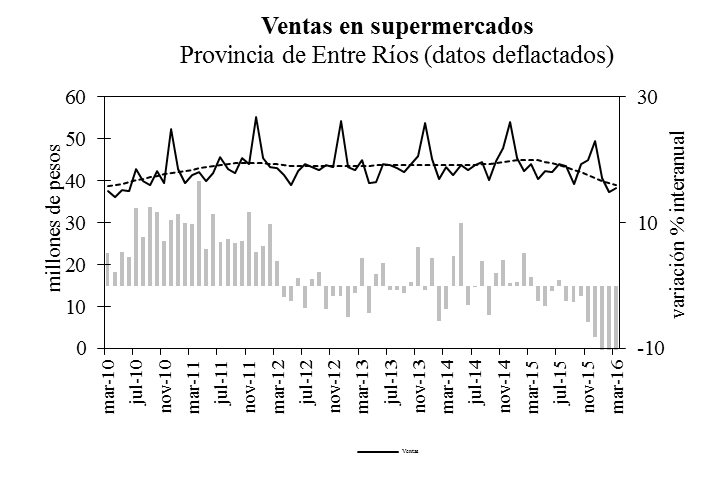 Ventas en supermercados
Provincia de Entre Ríos (datos deflactados)
60
50
40
30
20
10
0
millones de pesos
30
10
-10
variación % interanual
mar-10
jul-10
nov-10
mar-11
jul-11
nov-11
mar-12
jul-12
nov-12
mar-13
jul-13
nov-13
mar-14
jul-14
nov-14
mar-15
jul-15
nov-15
mar-16
Ventas